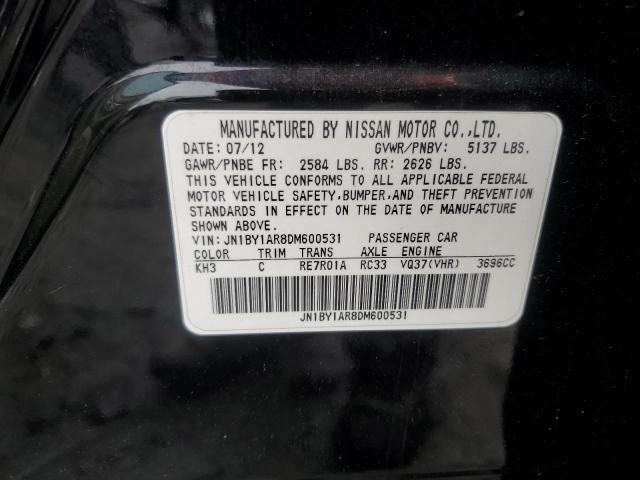 MANUFACTURED BY NISSAN MOTOR CO.,LTD.
DATE: 07/12 GVWR/PNBV: 5137 LBS.
GAWR/PNBE FR: 2584 LBS. RR: 2626 LBS.
THIS VEHICLE CONFORMS TO ALL APPLICABLE FEDERAL
MOTOR VEHICLE SAFETY,BUMPER,AND THEFT PREVENTION
STANDARDS IN EFFECT ON THE DATE OF MANUFACTURE
SHOWN ABOVE.
VIN: JN1BY1AR8DM600531 PASSENGER CAR
COLOR TRIM TRANS AXLE ENGINE
KH3 C RE7R01A RC33 VQ37(VHR) 3696CC
JN1BY1AR8DM600531